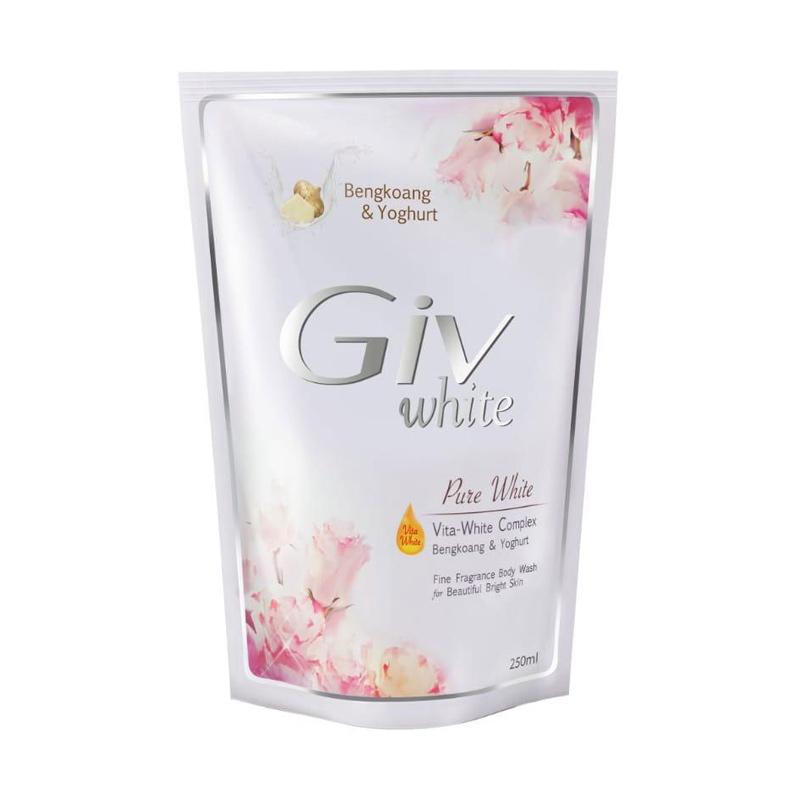 Bengkoang
& Yoghurt
Giv
white
Pure White
Vita
White
Vita-White Complex
Bengkoang & Yoghurt
Fine Fragrance Body Wash
for Beautiful Bright Skin
250ml